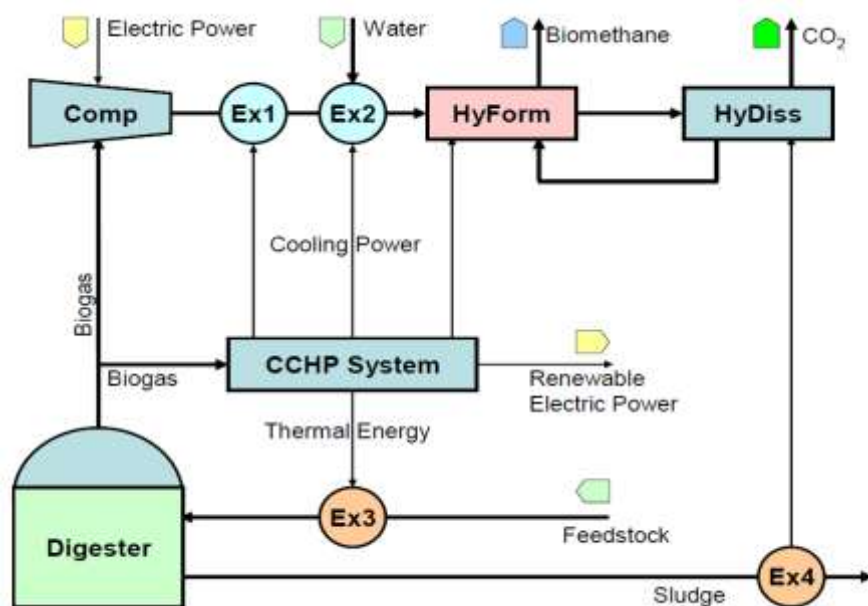 Electric Power
Water
Biomethane
CO₂
Comp
Ex1
Ex2
HyForm
HyDiss
Cooling Power
Biogas
CCHP System
Biogas
Renewable
Electric Power
Thermal Energy
Ex3
Feedstock
Digester
Sludge
Ex4